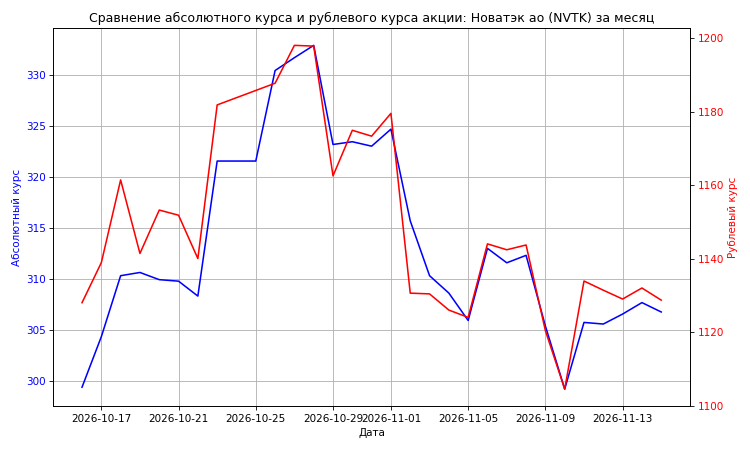 Сравнение абсолютного курса и рублевого курса акции: Новатэк ао (NVTK) за месяц
Абсолютный курс
330
325
320
315
310
305
300
1200
1180
1160
1140
1120
1100
Рублевый курс
2026-10-17 2026-10-21 2026-10-25 2026-10-29 2026-11-01 2026-11-05 2026-11-09 2026-11-13
Дата